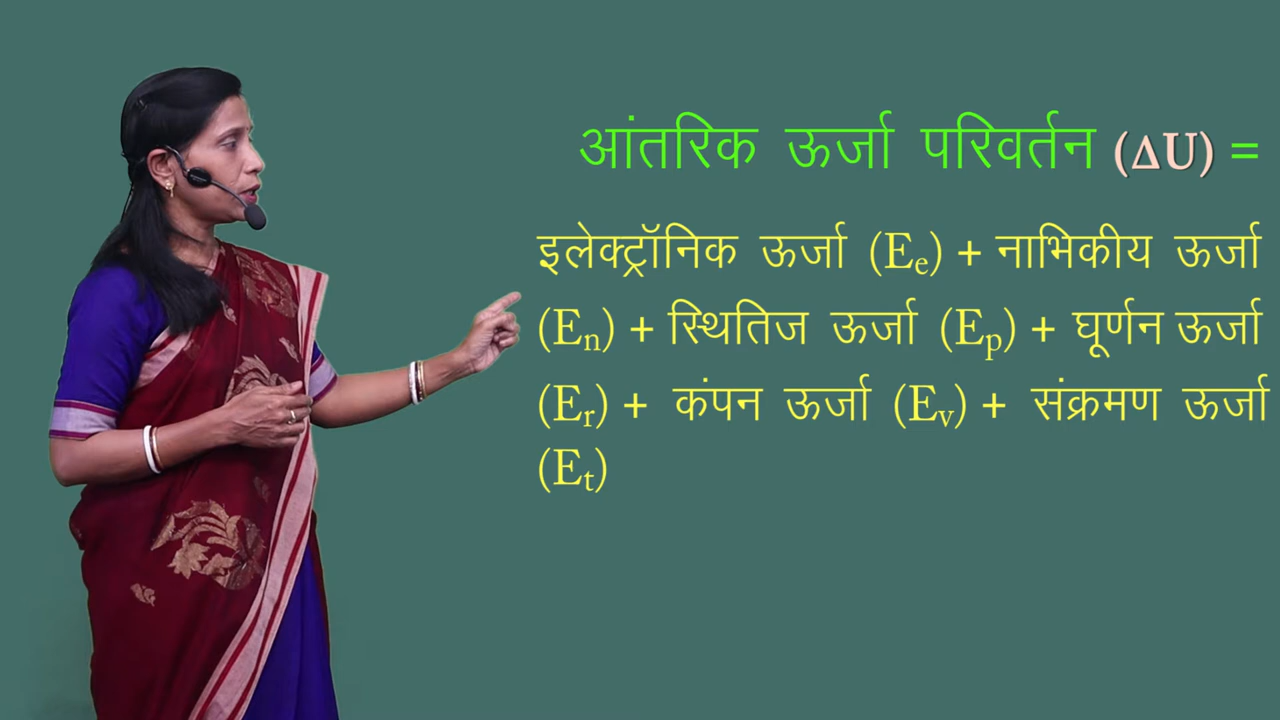 आंतरिक ऊर्जा परिवर्तन (ΔU) =
इलेक्ट्रॉनिक ऊर्जा (Eₑ) + नाभिकीय ऊर्जा
(Eₙ) + स्थितिज ऊर्जा (Eₚ) + घूर्णन ऊर्जा
(Eᵣ) + कंपन ऊर्जा (Eᵥ) + संक्रमण ऊर्जा
(Eₜ)